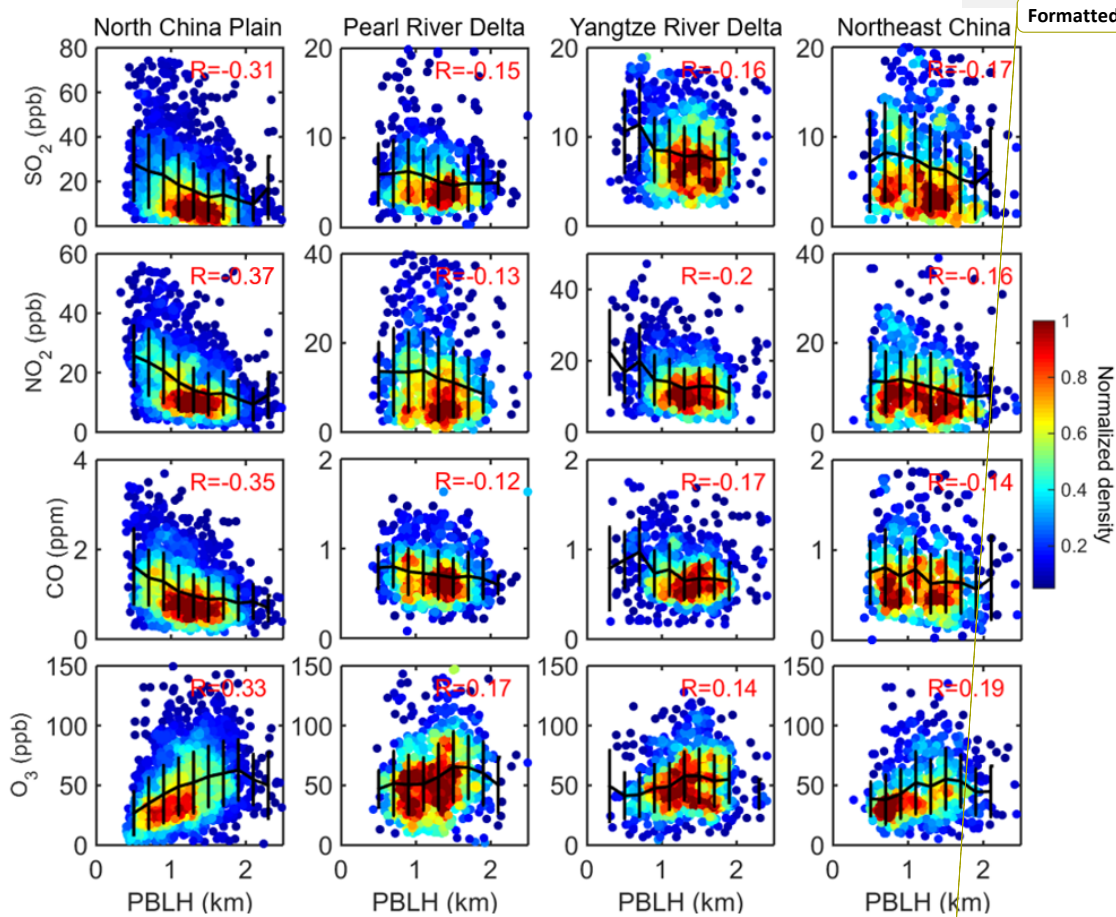 Formatted
North China Plain Pearl River Delta Yangtze River Delta Northeast China
SO2 (ppb)
80
60
40
20
0
R=-0.31
20
10
0
R=-0.15
20
10
0
R=-0.16
20
10
0
R=-0.17
NO2 (ppb)
60
40
20
0
R=-0.37
40
20
0
R=-0.13
40
20
0
R=-0.2
40
20
0
R=-0.16
CO (ppm)
4
2
0
R=-0.35
2
1
0
R=-0.12
2
1
0
R=-0.17
2
1
0
R=-0.14
O3 (ppb)
150
100
50
0
R=0.33
150
100
50
0
R=0.17
150
100
50
0
R=0.14
150
100
50
0
R=0.19
0 1 2 0 1 2 0 1 2 0 1 2
PBLH (km) PBLH (km) PBLH (km) PBLH (km)
1
0.8
0.6
0.4
0.2
Normalized density